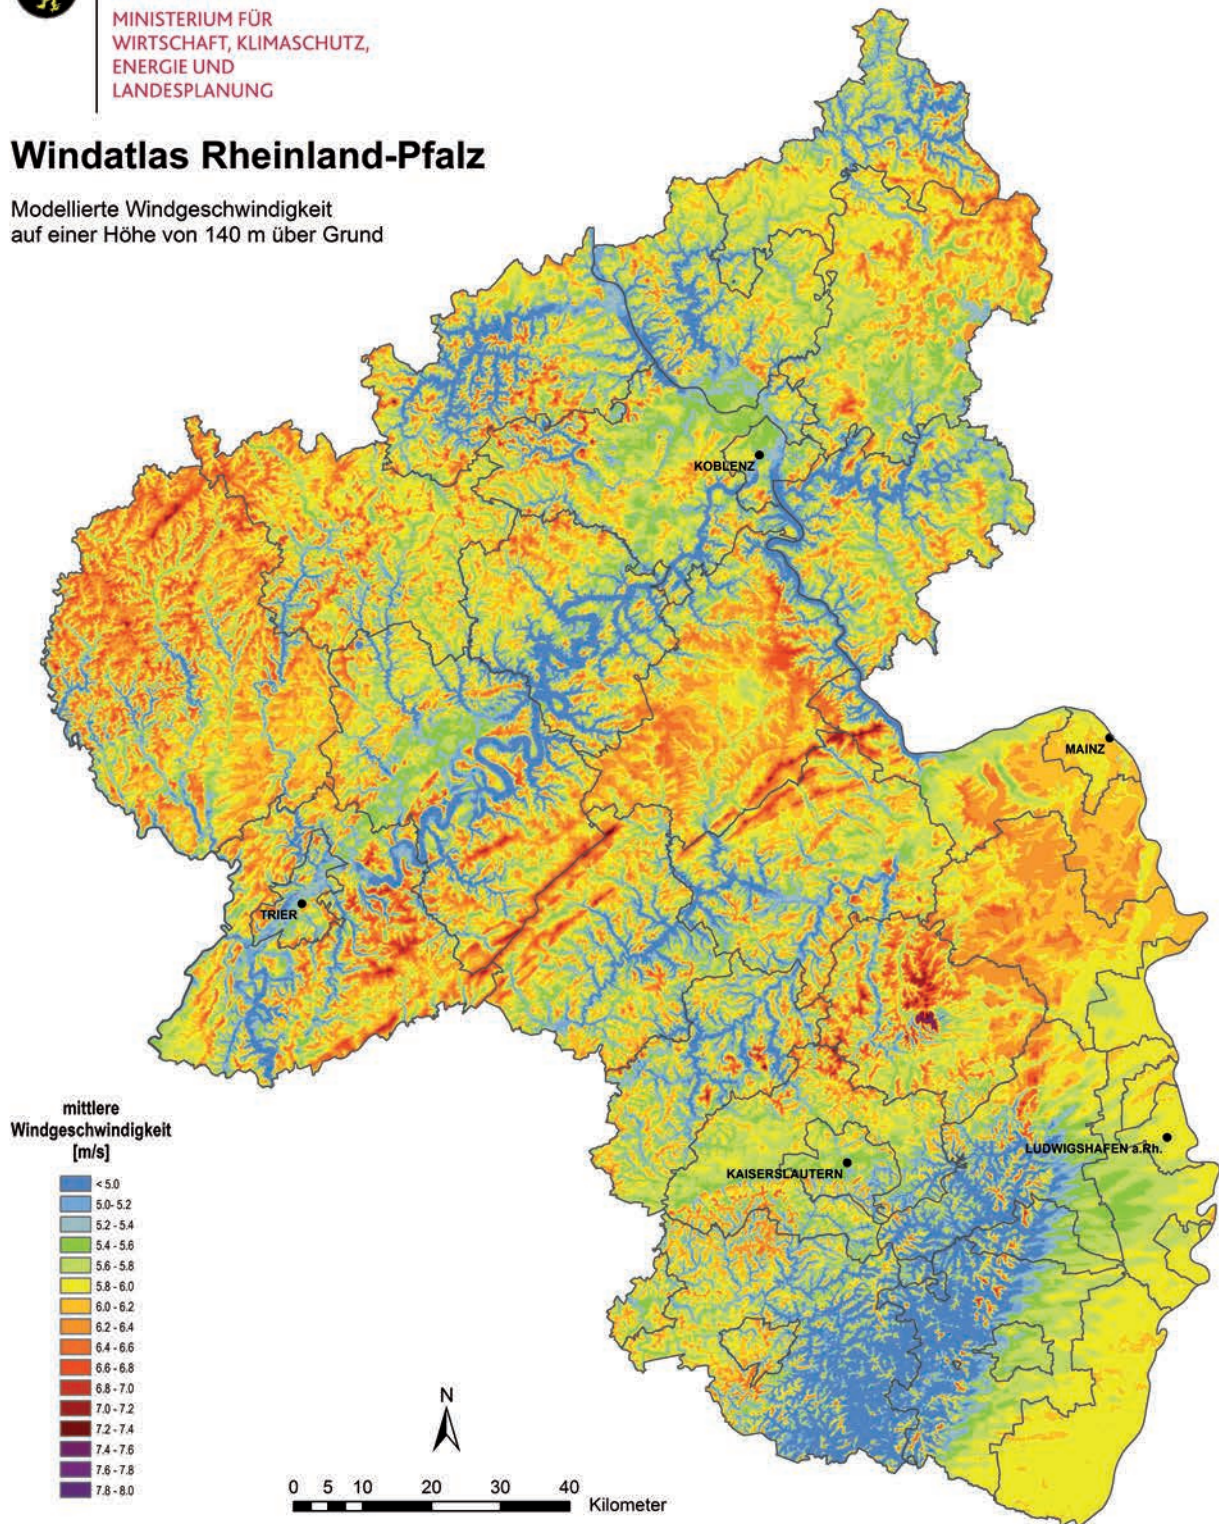 MINISTERIUM FÜR
WIRTSCHAFT, KLIMASCHUTZ,
ENERGIE UND
LANDESPLANUNG
Windatlas Rheinland-Pfalz
Modellierte Windgeschwindigkeit
auf einer Höhe von 140 m über Grund
KOBLENZ
MAINZ
TRIER
LUDWIGSHAFEN a.Rh.
KAISERSLAUTERN
mittlere
Windgeschwindigkeit
[m/s]
< 5.0
5.0- 5.2
5.2 - 5.4
5.4 - 5.6
5.6 - 5.8
5.8 - 6.0
6.0 - 6.2
6.2 - 6.4
6.4 - 6.6
6.6 - 6.8
6.8 - 7.0
7.0 - 7.2
7.2 - 7.4
7.4 - 7.6
7.6 - 7.8
7.8 - 8.0
N
0 5 10 20 30 40
Kilometer